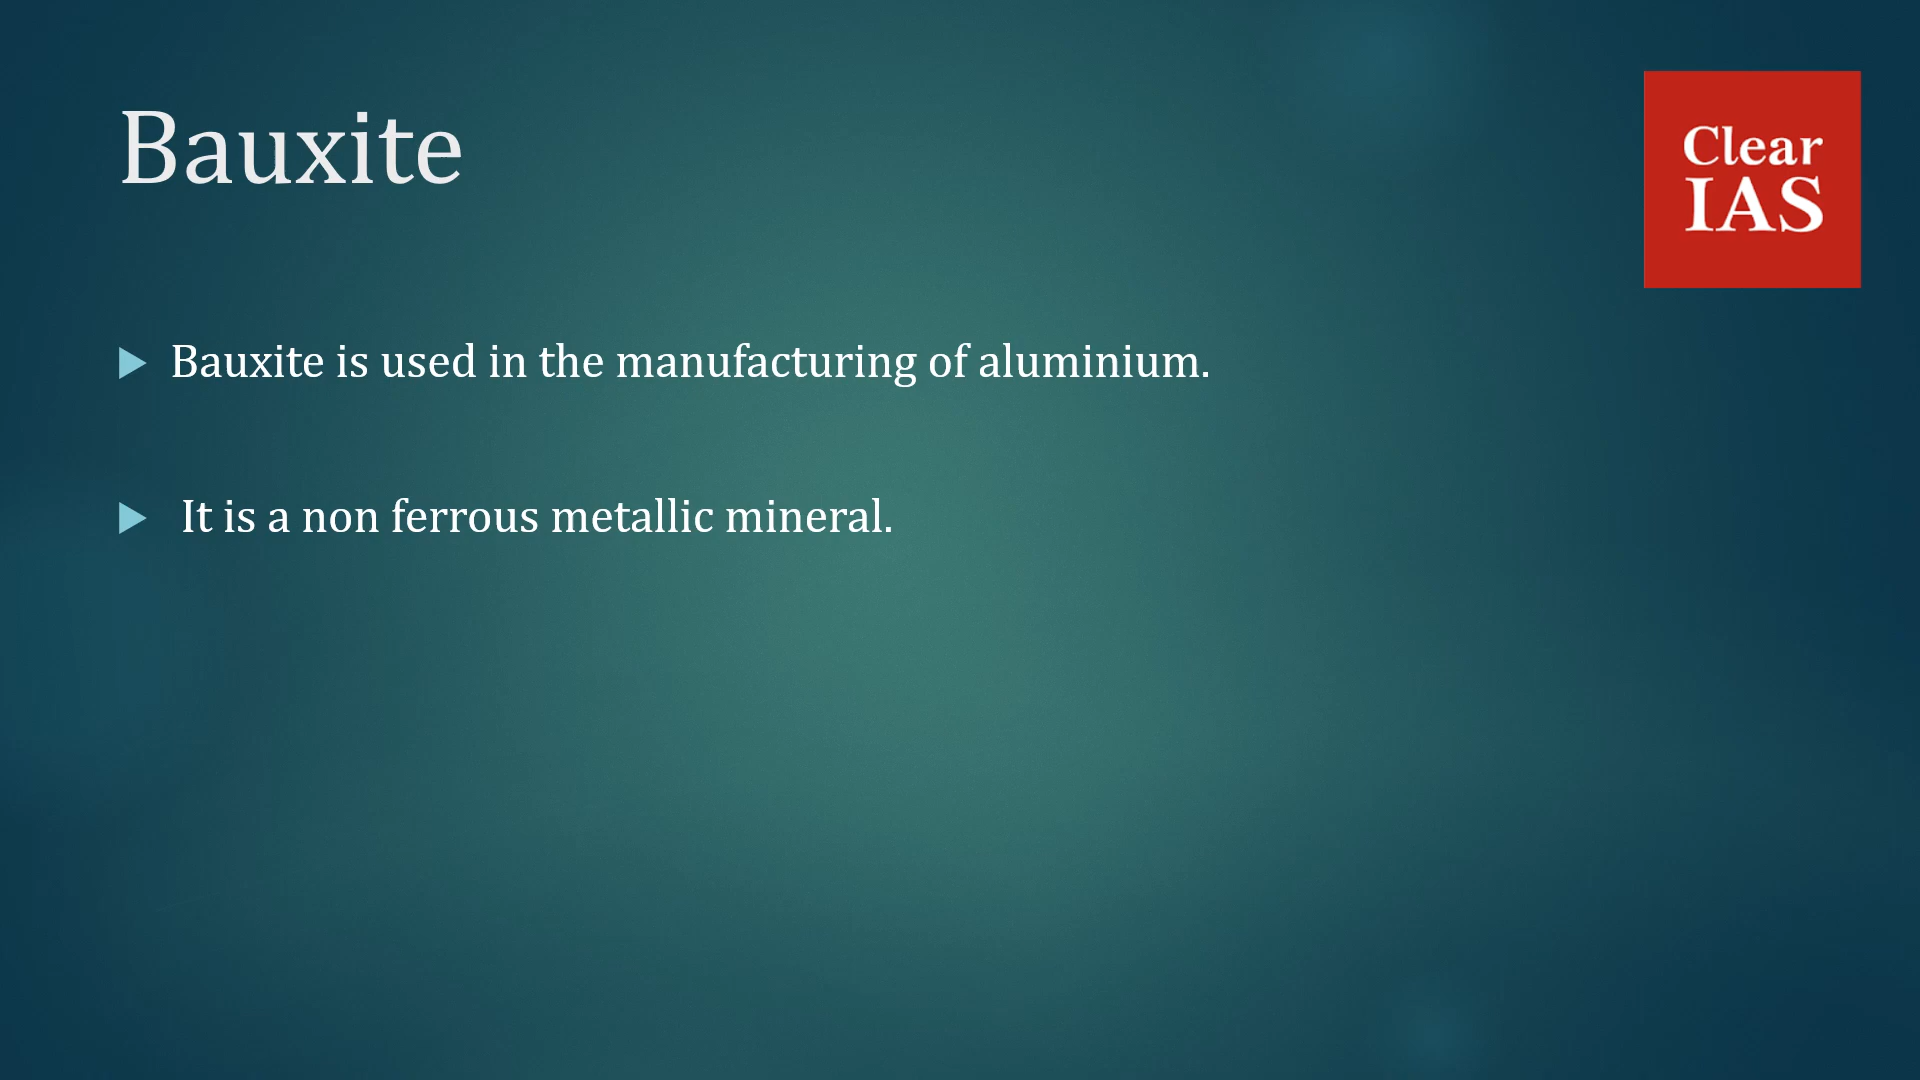 Bauxite
Clear
IAS
Bauxite is used in the manufacturing of aluminium.
It is a non ferrous metallic mineral.